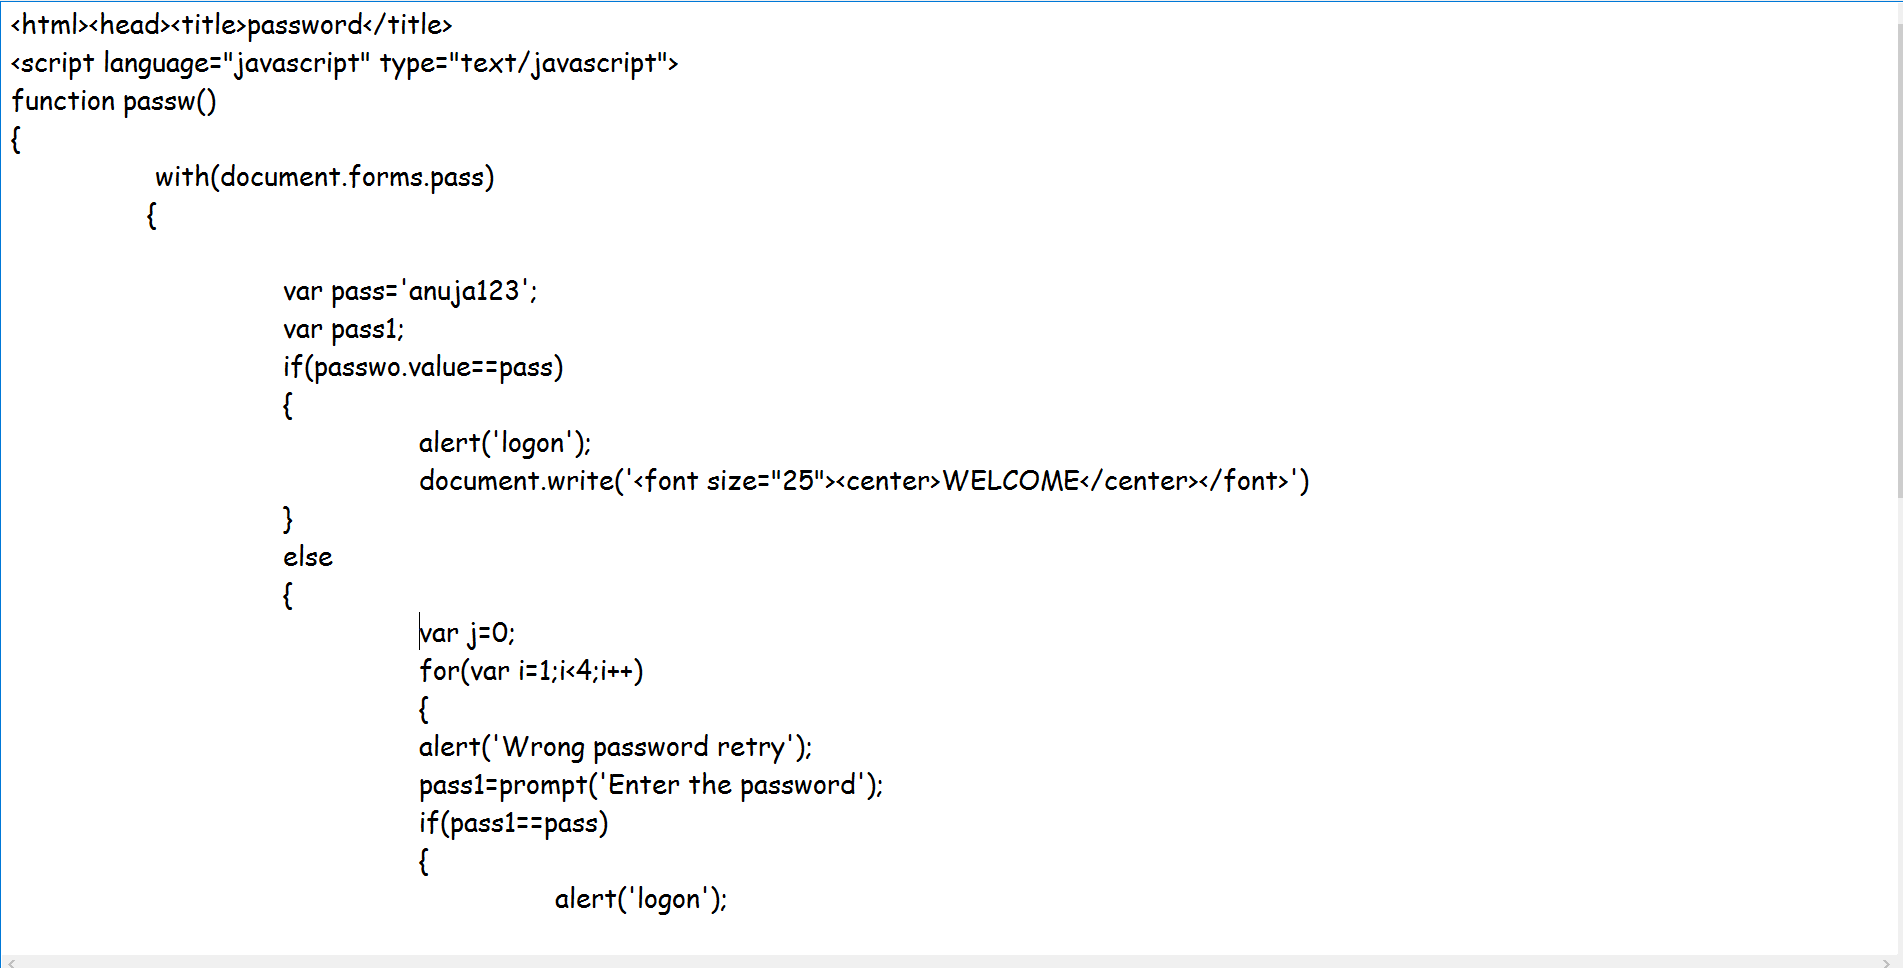 <html><head><title>password</title>
<script language="javascript" type="text/javascript">
function passw()
{
with(document.forms.pass)
{
var pass='anuja123';
var pass1;
if(passwo.value==pass)
{
alert('logon');
document.write('<font size="25"><center>WELCOME</center></font>')
}
else
{
var j=0;
for(var i=1;i<4;i++)
{
alert('Wrong password retry');
pass1=prompt('Enter the password');
if(pass1==pass)
{
alert('logon');